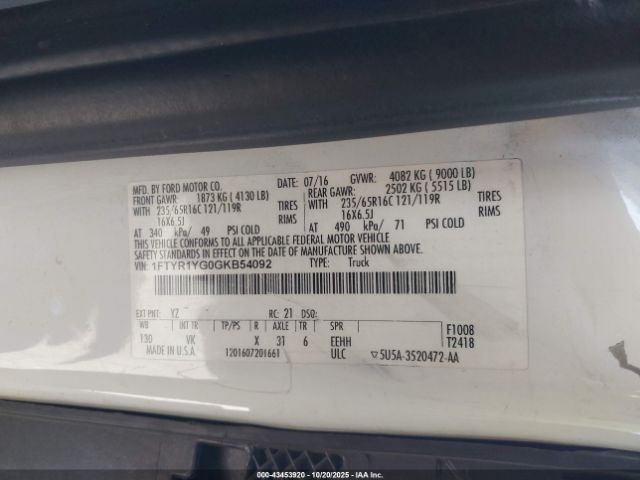 MFD. BY FORD MOTOR CO.
DATE: 07/16 GVWR: 4082 KG ( 9000 LB)
FRONT GAWR: 1873 KG ( 4130 LB)
REAR GAWR: 2502 KG ( 5515 LB)
WITH 235/65R16C 121/119R TIRES
WITH 235/65R16C 121/119R TIRES
16X6.5J RIMS
16X6.5J RIMS
AT 340 kPa/ 49 PSI COLD
AT 490 kPa/ 71 PSI COLD
THIS VEHICLE CONFORMS TO ALL APPLICABLE FEDERAL MOTOR VEHICLE
SAFETY STANDARDS IN EFFECT ON THE DATE OF MANUFACTURE SHOWN ABOVE.
VIN: 1FTYR1YG0GKB54092 TYPE: Truck
EXT PNT: YZ RC: 21 DSO:
WB INT TR TP/PS R AXLE TR SPR
130 VK X 31 6 EEHH
F1008
T2418
MADE IN U.S.A. 1201607201661 ULC ▽5U5A-3520472-AA
000-43453920 - 10/20/2025 - Copyright © IAA, Inc.